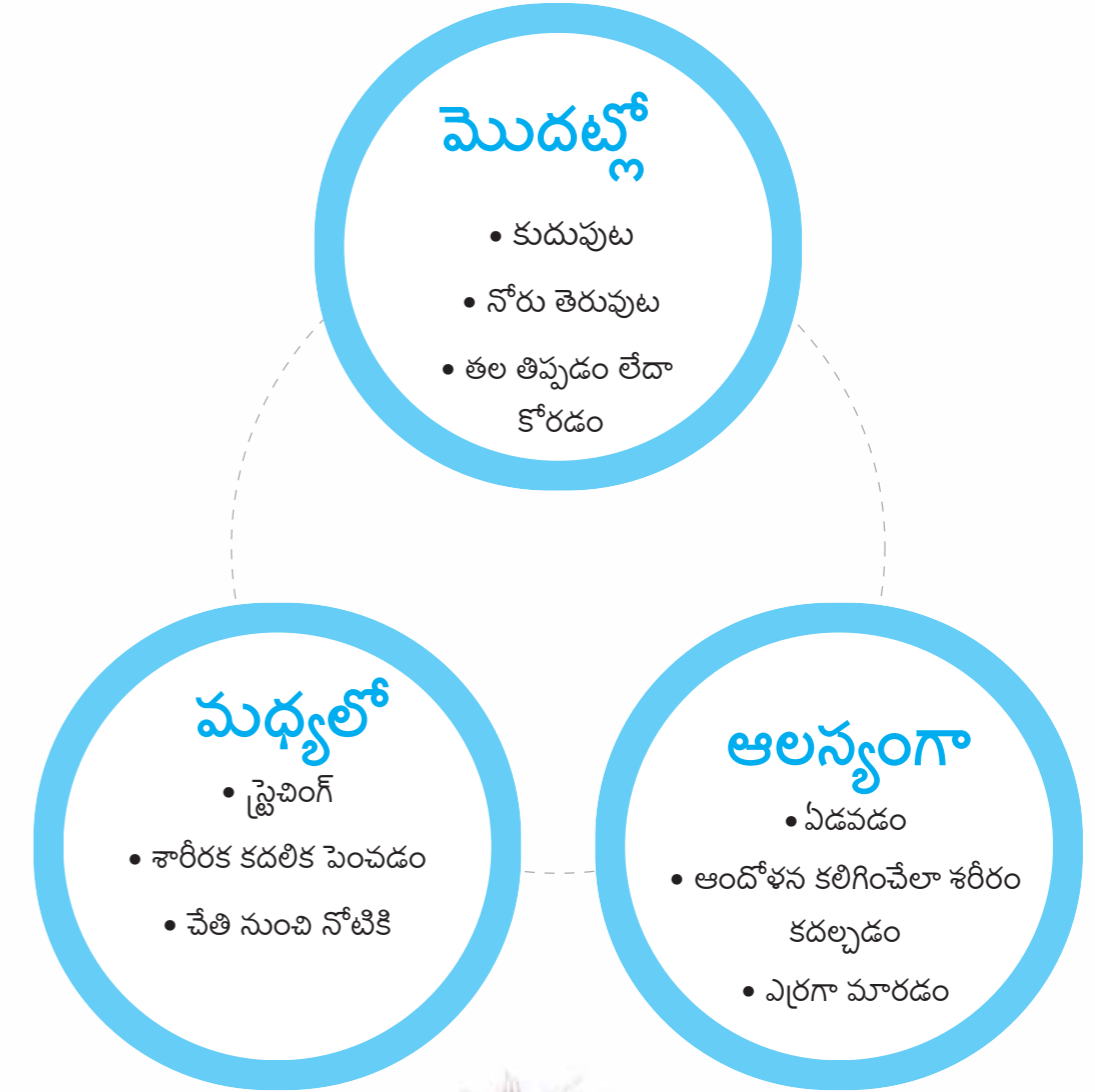 మొదట్లో
• కుదుపుట
• నోరు తెరువుట
• తల తిప్పడం లేదా
కోరడం
మధ్యలో
• స్ట్రెచింగ్
• శారీరక కదలిక పెంచడం
• చేతి నుంచి నోటికి
ఆలస్యంగా
• ఏడవడం
• ఆందోళన కలిగించేలా శరీరం
కదల్చడం
• ఎర్రగా మారడం